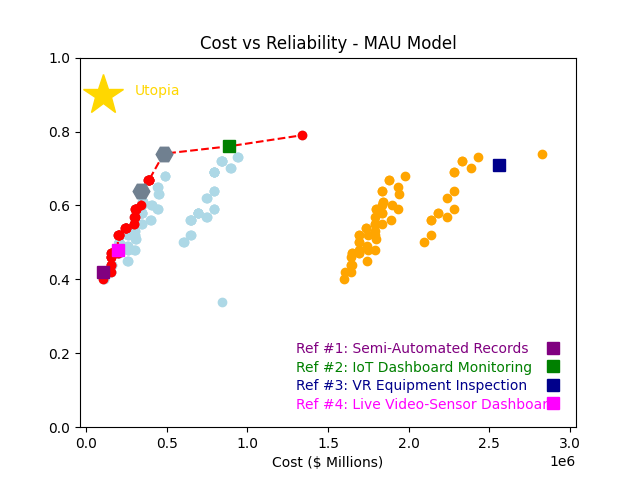 Cost vs Reliability - MAU Model
1.0
0.8
0.6
0.4
0.2
0.0
Utopia
Ref #1: Semi-Automated Records
Ref #2: IoT Dashboard Monitoring
Ref #3: VR Equipment Inspection
Ref #4: Live Video-Sensor Dashboar
0.0 0.5 1.0 1.5 2.0 2.5 3.0
Cost ($ Millions)
1e6